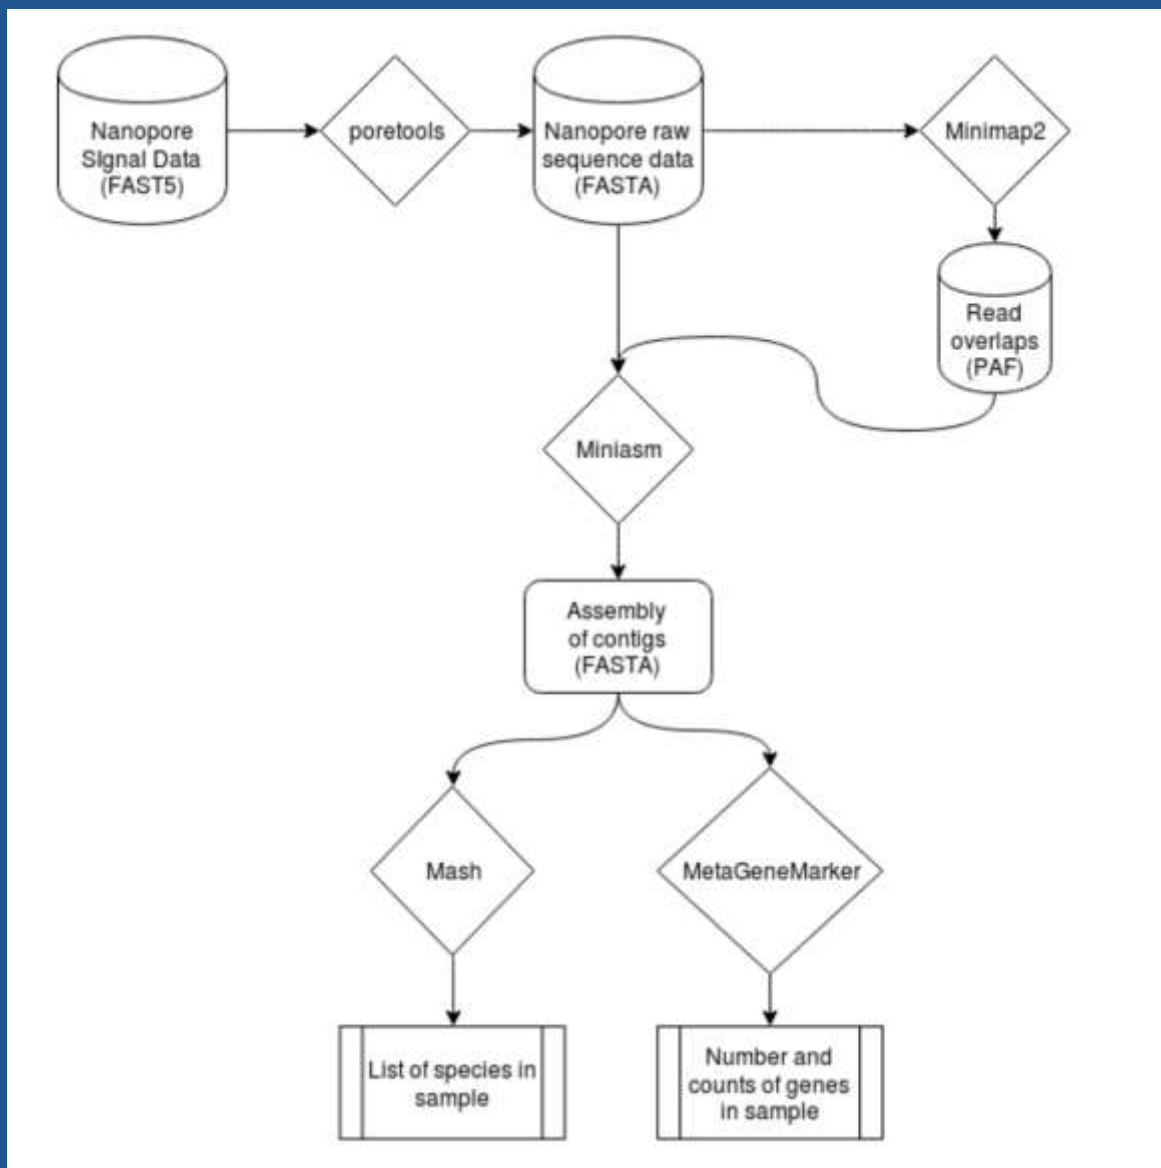 Nanopore
SIgnal Data
(FAST5)
poretools
Nanopore raw
sequence data
(FASTA)
Minimap2
Read
overlaps
(PAF)
Miniasm
Assembly
of contigs
(FASTA)
Mash
MetaGeneMarker
List of species in
sample
Number and
counts of genes
in sample